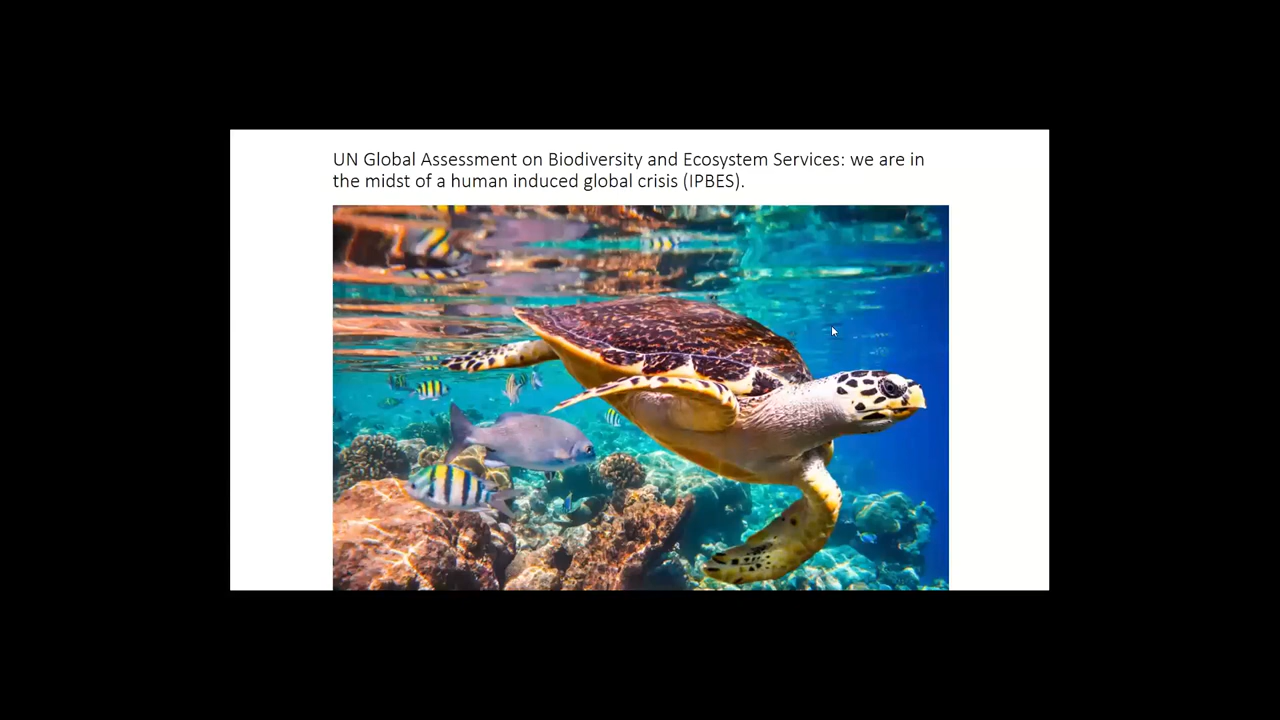 UN Global Assessment on Biodiversity and Ecosystem Services: we are in
the midst of a human induced global crisis (IPBES).